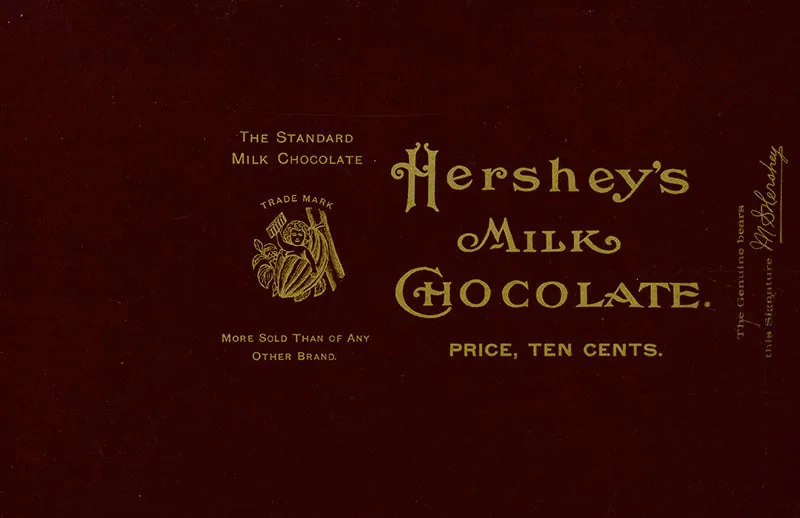 The Standard
Milk Chocolate
TRADE MARK
More Sold Than of Any
Other Brand.
Hershey's
Milk
Chocolate.
PRICE, TEN CENTS.
The Genuine bears
this Signature M S Hershey